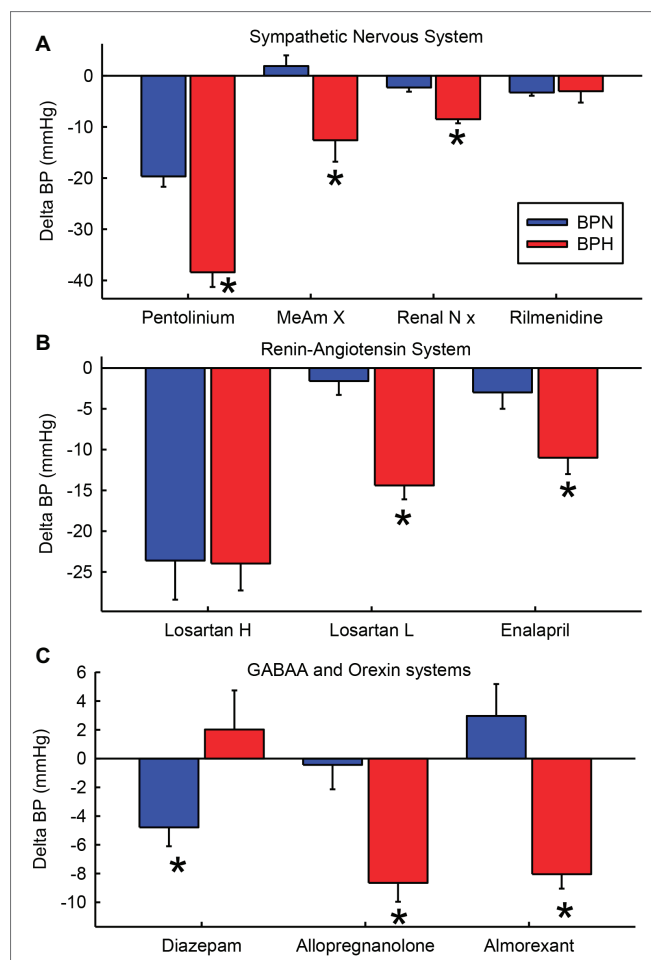 A
Sympathetic Nervous System
0
-10
-20
-30
-40
Delta BP (mmHg)
BPN
BPH
*
*
*
Pentolinium MeAm X Renal N x Rilmenidine
B
Renin-Angiotensin System
0
-5
-10
-15
-20
-25
Delta BP (mmHg)
*
*
Losartan H Losartan L Enalapril
C
GABAA and Orexin systems
6
4
2
0
-2
-4
-6
-8
-10
Delta BP (mmHg)
*
*
*
Diazepam Allopregnanolone Almorexant